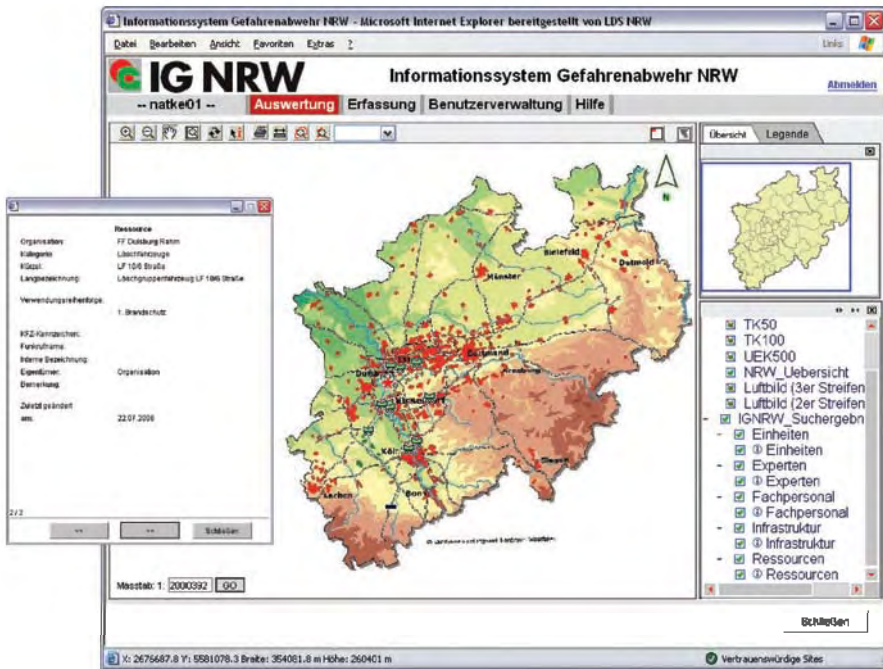 Informationssystem Gefahrenabwehr NRW - Microsoft Internet Explorer bereitgestellt von LDS NRW
Datei Bearbeiten Ansicht Favoriten Extras ?
Links
IG NRW
Informationssystem Gefahrenabwehr NRW
Abmelden
-- natke01 --
Auswertung Erfassung Benutzerverwaltung Hilfe
Übersicht Legende
N
Bielefeld
Detmold
Münster
Dortmund
Arnsberg
Düsseldorf
Köln
Siegen
Aachen
Bonn
Masstab: 1: 2000392 GO
Ressource
Organisation: FF Duisburg Rahm
Kategorie Löschfahrzeuge
Kürzel: LF 10/6 Straße
Langbezeichnung: Löschgruppenfahrzeug LF 10/6 Straße
Verwendungsreihenfolge:
1. Brandschutz
KFZ-Kennzeichen:
Funkrufname:
Interne Bezeichnung:
Eigentümer: Organisation
Bemerkung:
Zuletzt geändert
am: 22.07.2008
2 / 2
Schließen
TK50
TK100
UEK500
NRW_Uebersicht
Luftbild (3er Streifen
Luftbild (2er Streifen
IGNRW_Suchergebn
Einheiten
Einheiten
Experten
Experten
Fachpersonal
Fachpersonal
Infrastruktur
Infrastruktur
Ressourcen
Ressourcen
Schließen
X: 2676687.8 Y: 5581078.3 Breite: 354081.8 m Höhe: 260401 m
Vertrauenswürdige Sites